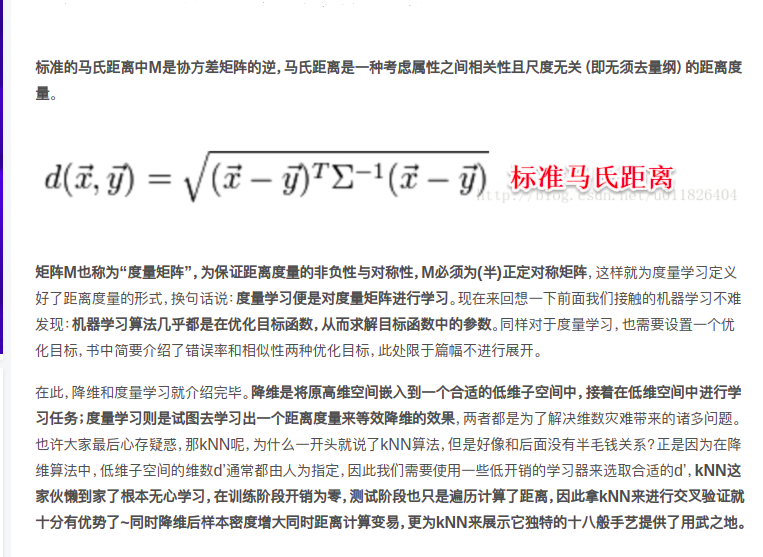 标准的马氏距离中M是协方差矩阵的逆，马氏距离是一种考虑属性之间相关性且尺度无关（即无须去量纲）的距离度
量。
d(x⃗, y⃗) = √((x⃗ − y⃗)ᵀΣ⁻¹(x⃗ − y⃗)) 标准马氏距离
http://blog.csdn.net/u011826404
矩阵M也称为“度量矩阵”，为保证距离度量的非负性与对称性，M必须为(半)正定对称矩阵，这样就为度量学习定义
好了距离度量的形式，换句话说：度量学习便是对度量矩阵进行学习。现在来回想一下前面我们接触的机器学习不难
发现：机器学习算法几乎都是在优化目标函数，从而求解目标函数中的参数。同样对于度量学习，也需要设置一个优
化目标，书中简要介绍了错误率和相似性两种优化目标，此处限于篇幅不进行展开。
在此，降维和度量学习就介绍完毕。降维是将原高维空间嵌入到一个合适的低维子空间中，接着在低维空间中进行学
习任务；度量学习则是试图去学习出一个距离度量来等效降维的效果，两者都是为了解决维数灾难带来的诸多问题。
也许大家最后心存疑惑，那kNN呢，为什么一开头就说了kNN算法，但是好像和后面没有半毛钱关系？正是因为在降
维算法中，低维子空间的维数d'通常都由人为指定，因此我们需要使用一些低开销的学习器来选取合适的d'，kNN这
家伙懒到家了根本无心学习，在训练阶段开销为零，测试阶段也只是遍历计算了距离，因此拿kNN来进行交叉验证就
十分有优势了~同时降维后样本密度增大同时距离计算变易，更为kNN来展示它独特的十八般手艺提供了用武之地。